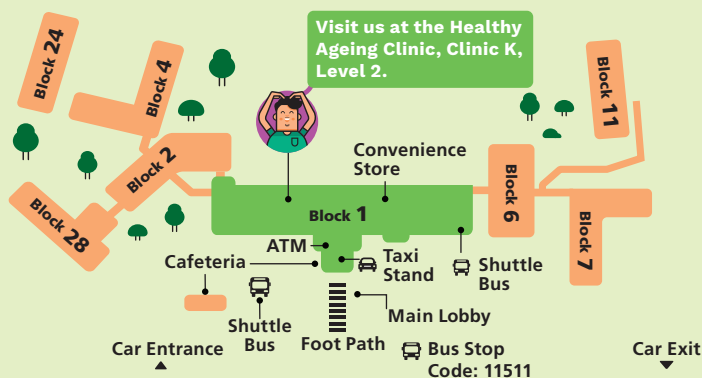 Visit us at the Healthy
Ageing Clinic, Clinic K,
Level 2.
Block 24
Block 4
Block 11
Block 2
Convenience
Store
Block 6
Block 1
Block 28
Block 7
ATM
Taxi
Stand
Cafeteria
Shuttle
Bus
Shuttle
Bus
Main Lobby
Foot Path
Car Entrance
Bus Stop
Code: 11511
Car Exit